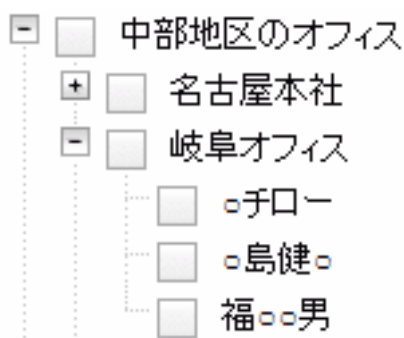 中部地区のオフィス
名古屋本社
岐阜オフィス
○チロー
○島健○
福○○男